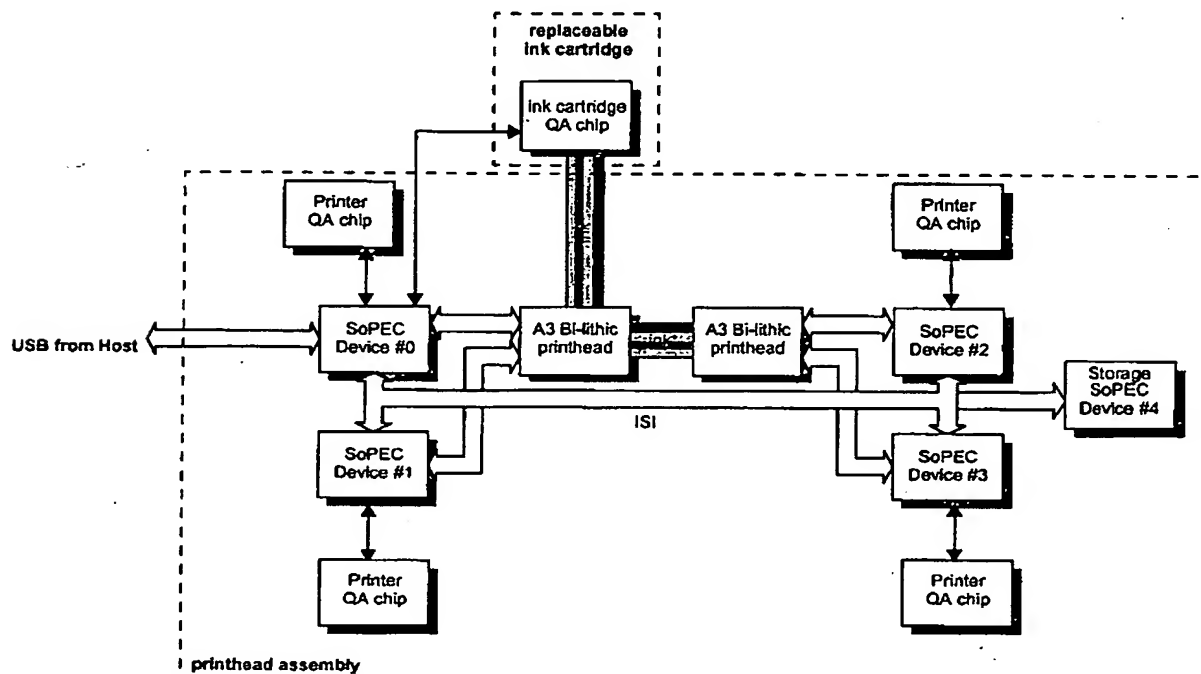 replaceable
ink cartridge
ink cartridge
QA chip
Printer
QA chip
Printer
QA chip
USB from Host
SoPEC
Device #0
A3 Bi-lithic
printhead
ink
A3 Bi-lithic
printhead
SoPEC
Device #2
Storage
SoPEC
Device #4
ISI
SoPEC
Device #1
SoPEC
Device #3
Printer
QA chip
Printer
QA chip
printhead assembly